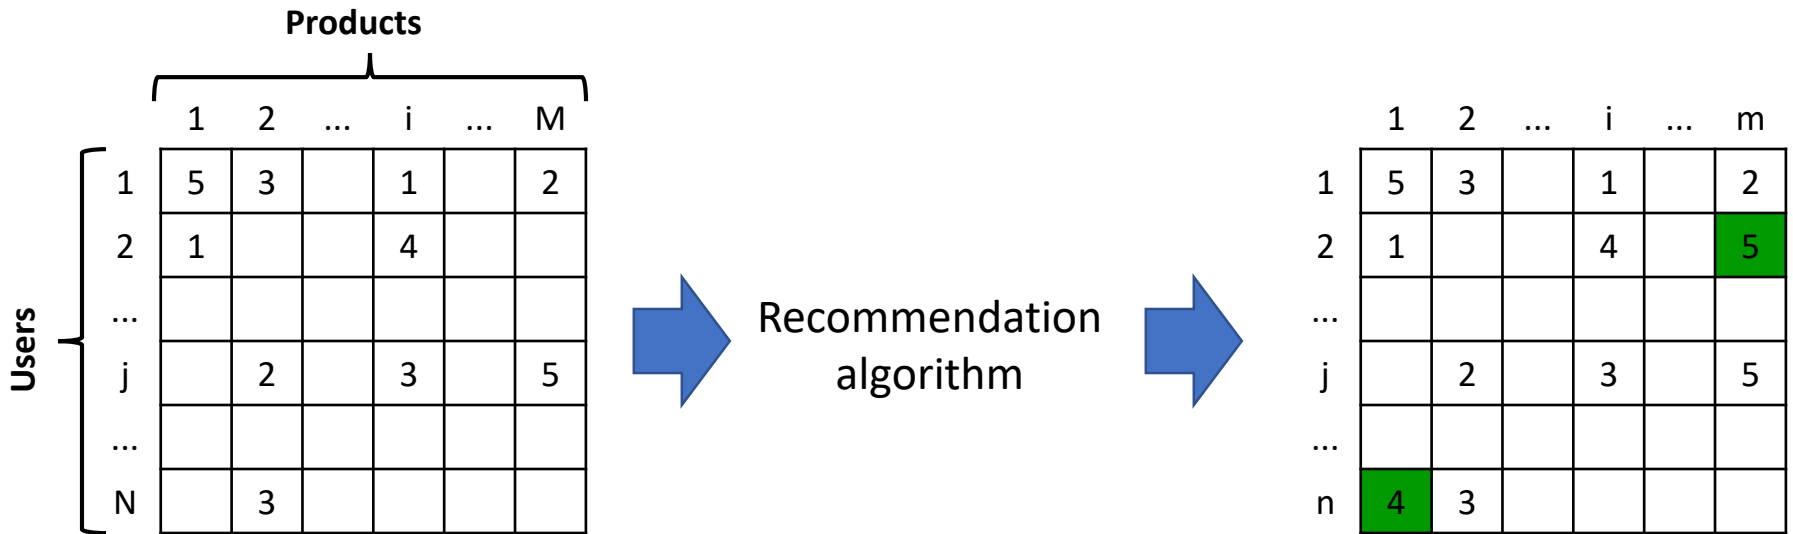 Products
1 2 ... i ... M
Users
1 5 3 1 2
2 1 4
...
j 2 3 5
...
N 3
Recommendation
algorithm
1 2 ... i ... m
1 5 3 1 2
2 1 4 5
...
j 2 3 5
...
n 4 3